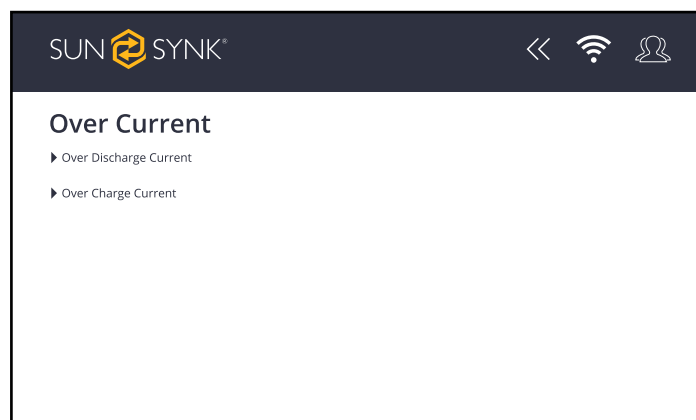 SUN SYNK®
Over Current
Over Discharge Current
Over Charge Current